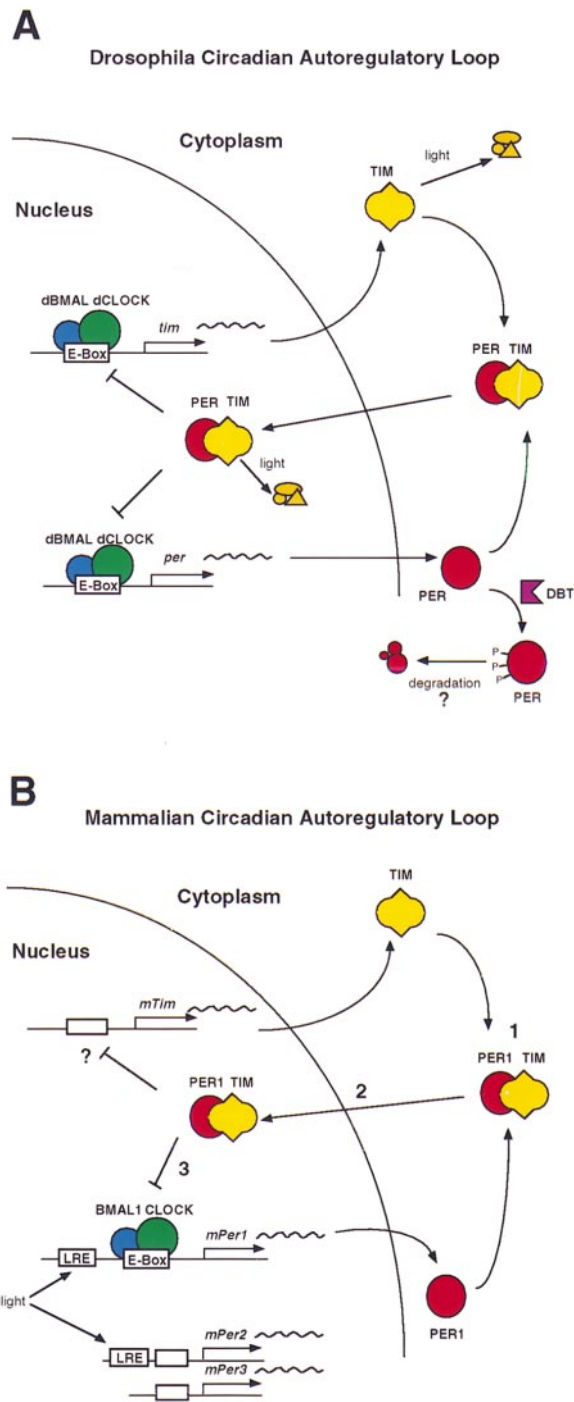 A
Drosophila Circadian Autoregulatory Loop
Cytoplasm
light
TIM
Nucleus
dBMAL dCLOCK
tim
E-Box
PER TIM
PER TIM
light
dBMAL dCLOCK
per
E-Box
PER
DBT
P
P
P
degradation
?
PER
B
Mammalian Circadian Autoregulatory Loop
TIM
Cytoplasm
Nucleus
mTim
1
?
PER1 TIM
PER1 TIM
2
3
BMAL1 CLOCK
mPer1
LRE
E-Box
light
PER1
mPer2
LRE
mPer3